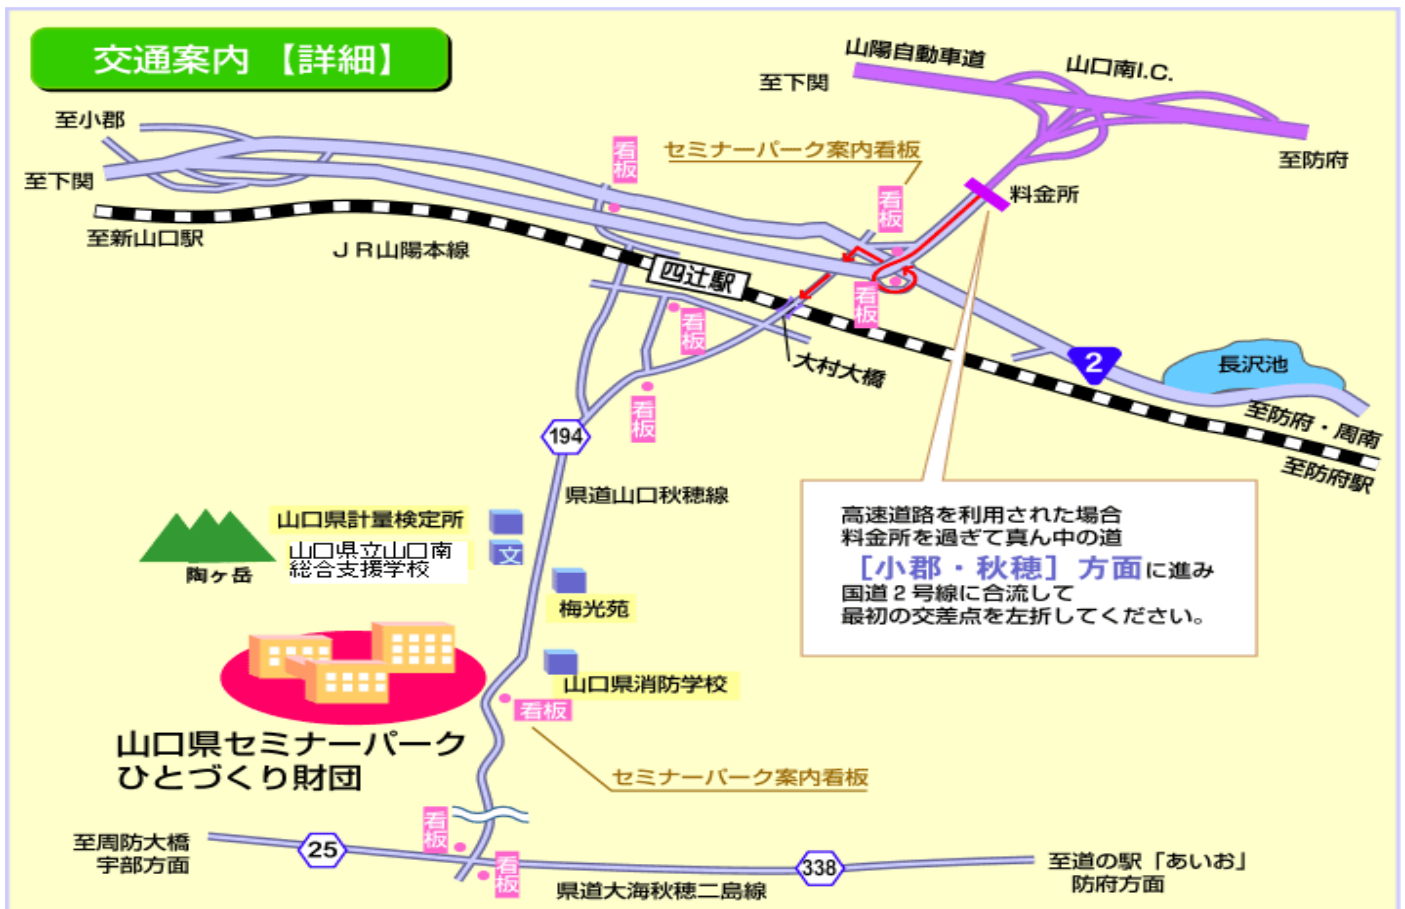 交通案内【詳細】
山陽自動車道
山口南I.C.
至下関
至防府
至小郡
至下関
看板
セミナーパーク案内看板
看板
料金所
至新山口駅
JR山陽本線
四辻駅
看板
看板
大村大橋
2
長沢池
至防府・周南
至防府駅
看板
194
県道山口秋穂線
高速道路を利用された場合
料金所を過ぎて真ん中の道
［小郡・秋穂］方面に進み
国道2号線に合流して
最初の交差点を左折してください。
山口県計量検定所
山口県立山口南
総合支援学校
文
陶ヶ岳
梅光苑
山口県消防学校
看板
山口県セミナーパーク
ひとづくり財団
セミナーパーク案内看板
看板
至周防大橋
宇部方面
25
看板
338
県道大海秋穂二島線
至道の駅「あいお」
防府方面